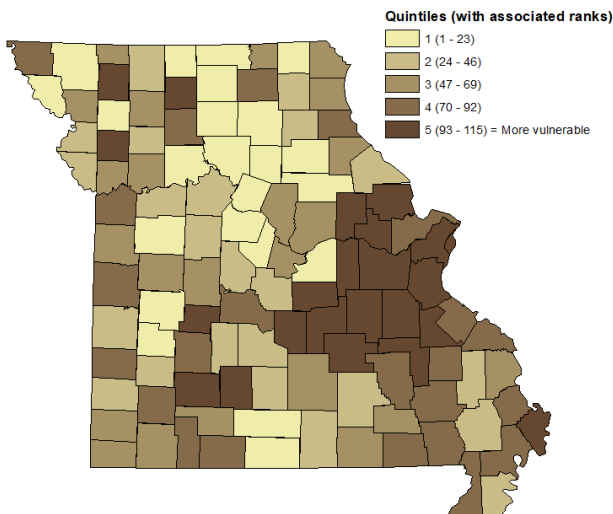 Quintiles (with associated ranks)
1 (1 - 23)
2 (24 - 46)
3 (47 - 69)
4 (70 - 92)
5 (93 - 115) = More vulnerable